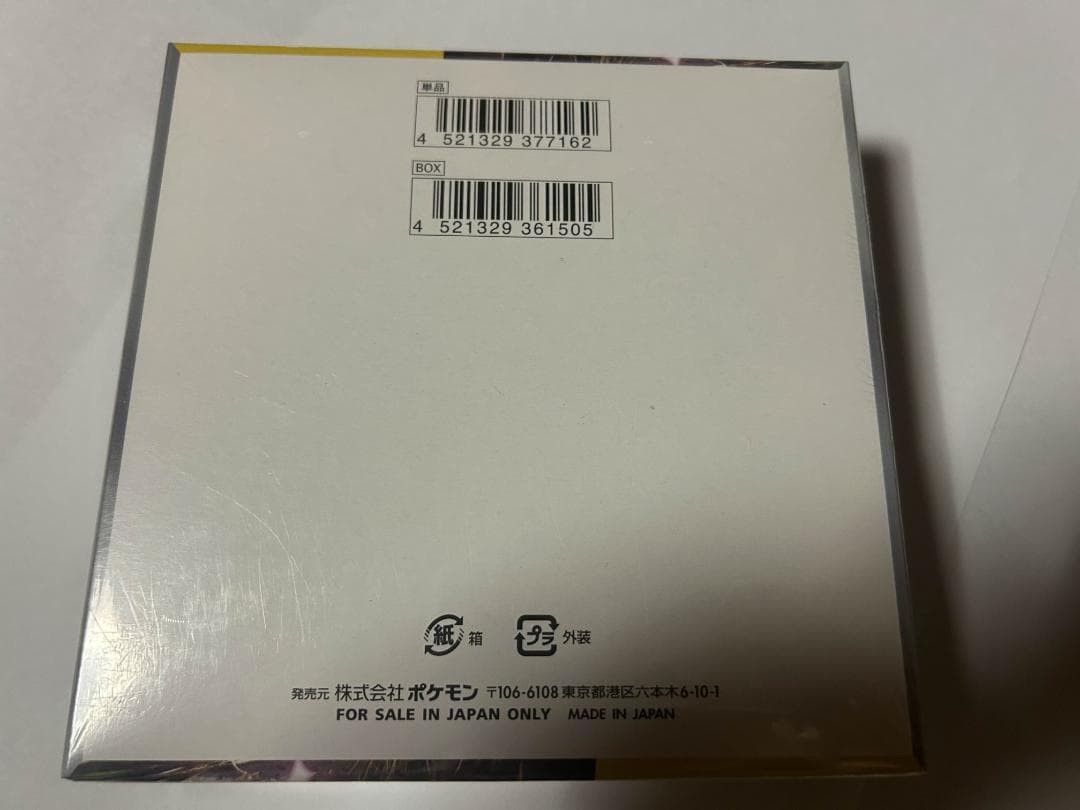 単品
4 521329 377162
BOX
4 521329 361505
紙 箱 プラ 外装
発売元 株式会社 ポケモン 〒106-6108 東京都港区六本木6-10-1
FOR SALE IN JAPAN ONLY MADE IN JAPAN